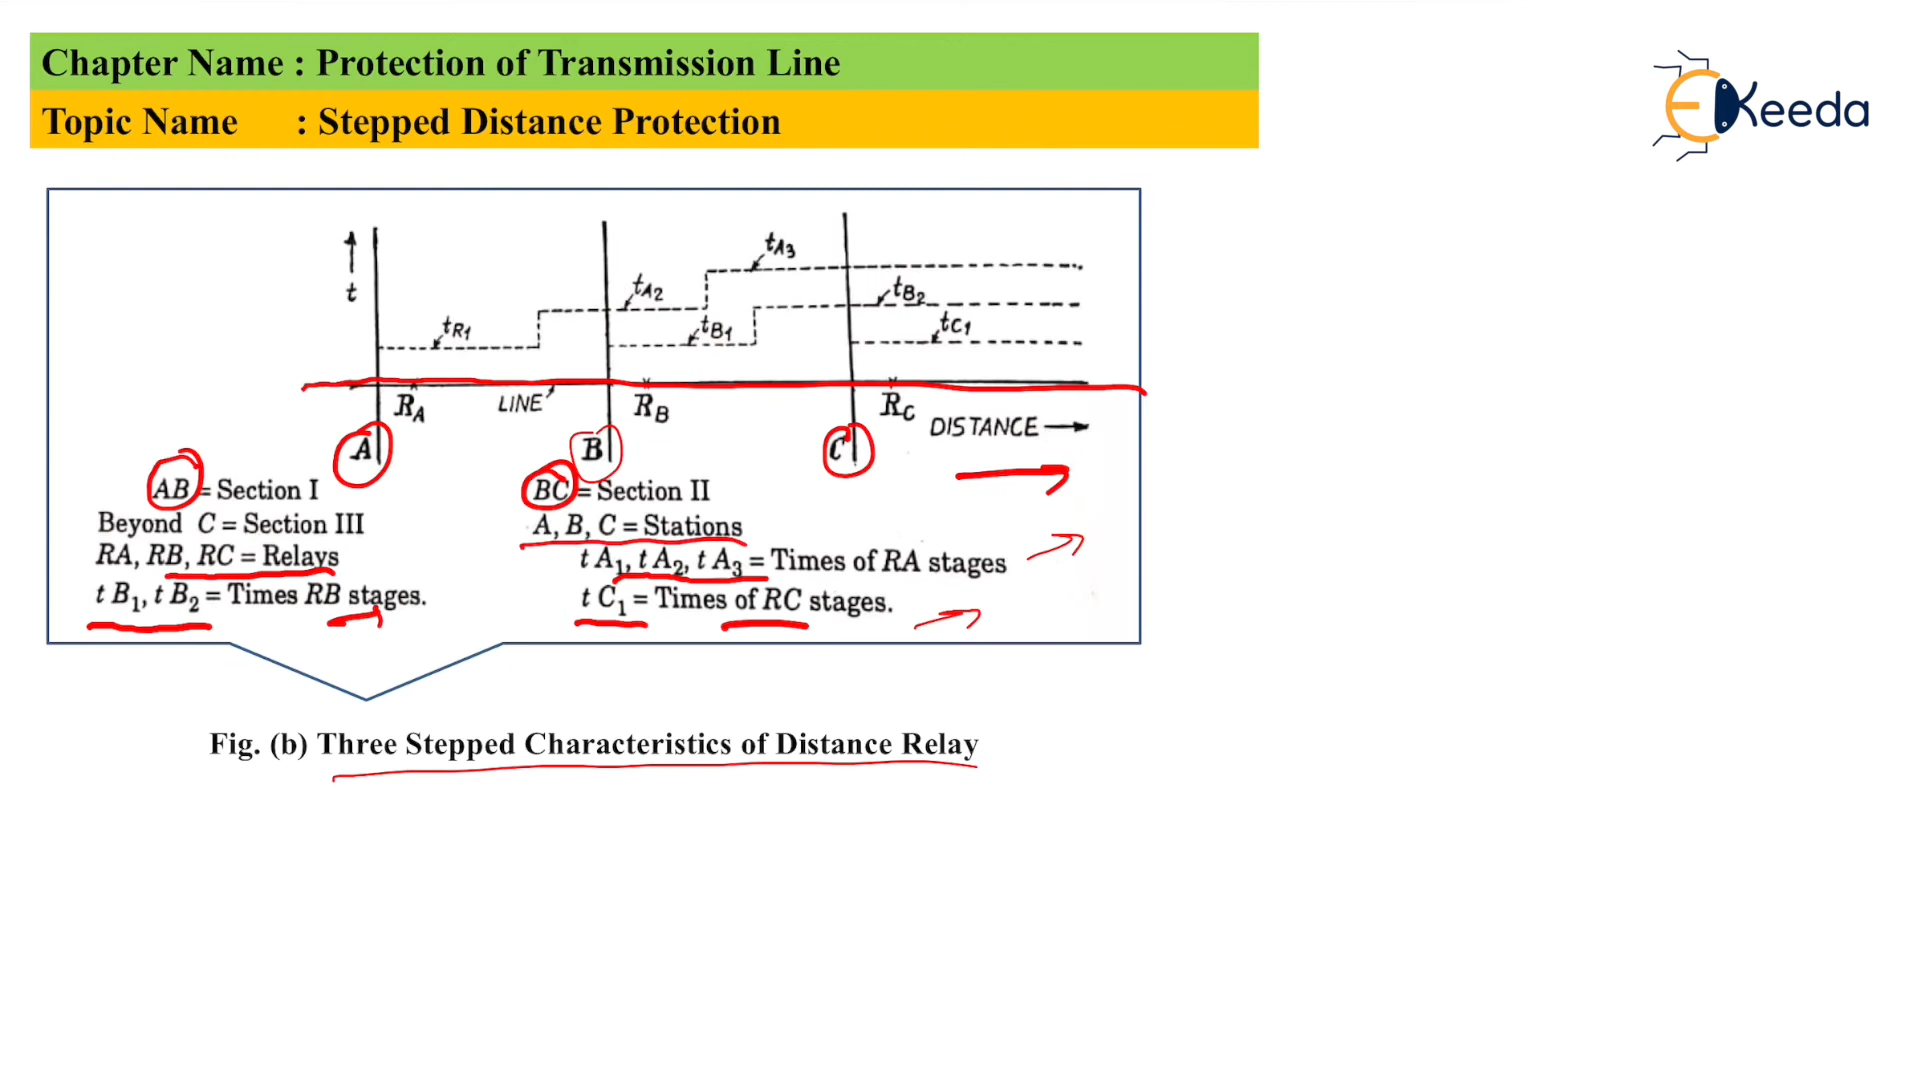 Chapter Name : Protection of Transmission Line
Topic Name : Stepped Distance Protection
Keeda
t
tR1
tA2
tA3
tB1
tB2
tC1
RA
LINE
RB
RC
DISTANCE
A
B
C
AB = Section I
BC = Section II
Beyond C = Section III
A, B, C = Stations
RA, RB, RC = Relays
t A1, t A2, t A3 = Times of RA stages
t B1, t B2 = Times RB stages.
t C1 = Times of RC stages.
Fig. (b) Three Stepped Characteristics of Distance Relay